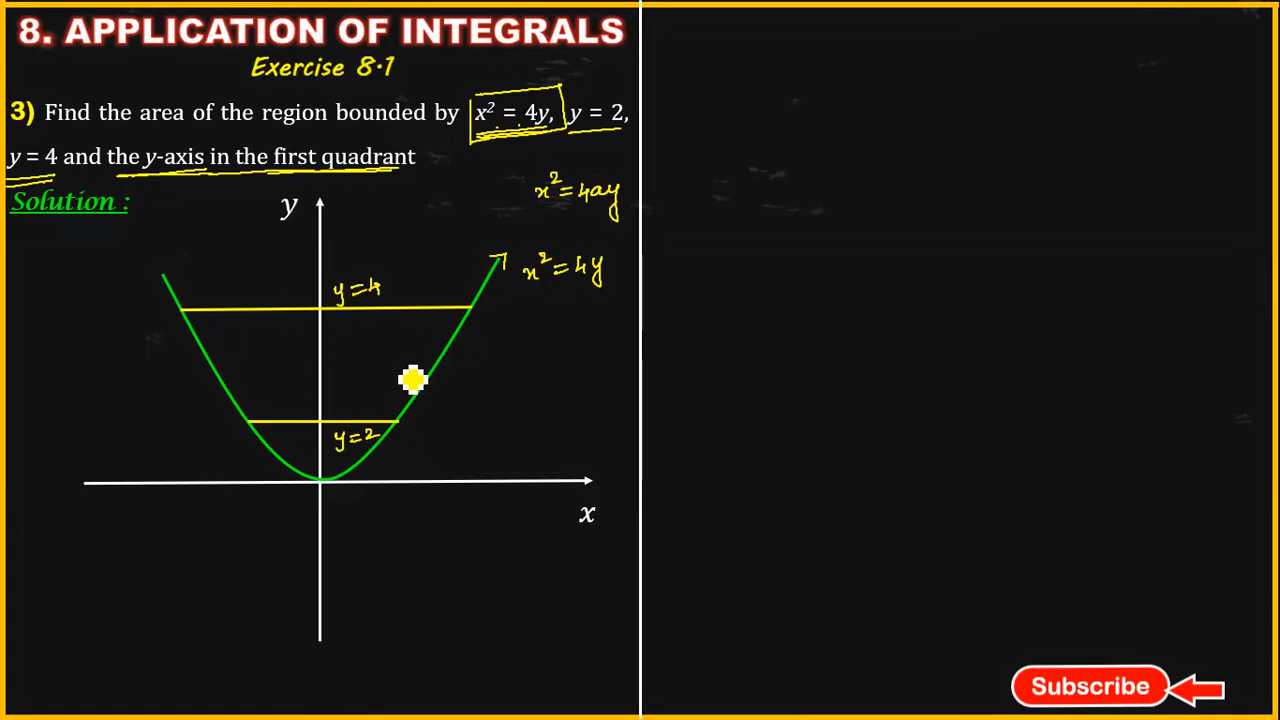 8. APPLICATION OF INTEGRALS
Exercise 8.1
3) Find the area of the region bounded by x² = 4y, y = 2,
y = 4 and the y-axis in the first quadrant
x² = 4ay
Solution :
y
x² = 4y
y = 4
y = 2
x
Subscribe